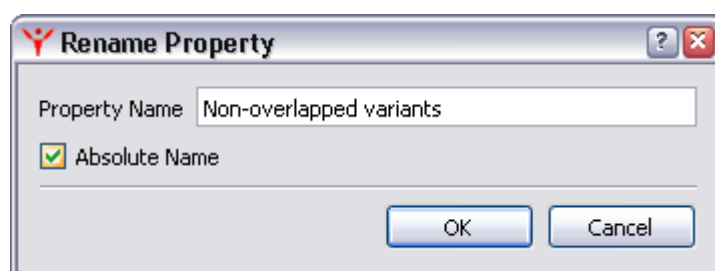 Rename Property
?
Property Name Non-overlapped variants
Absolute Name
OK Cancel